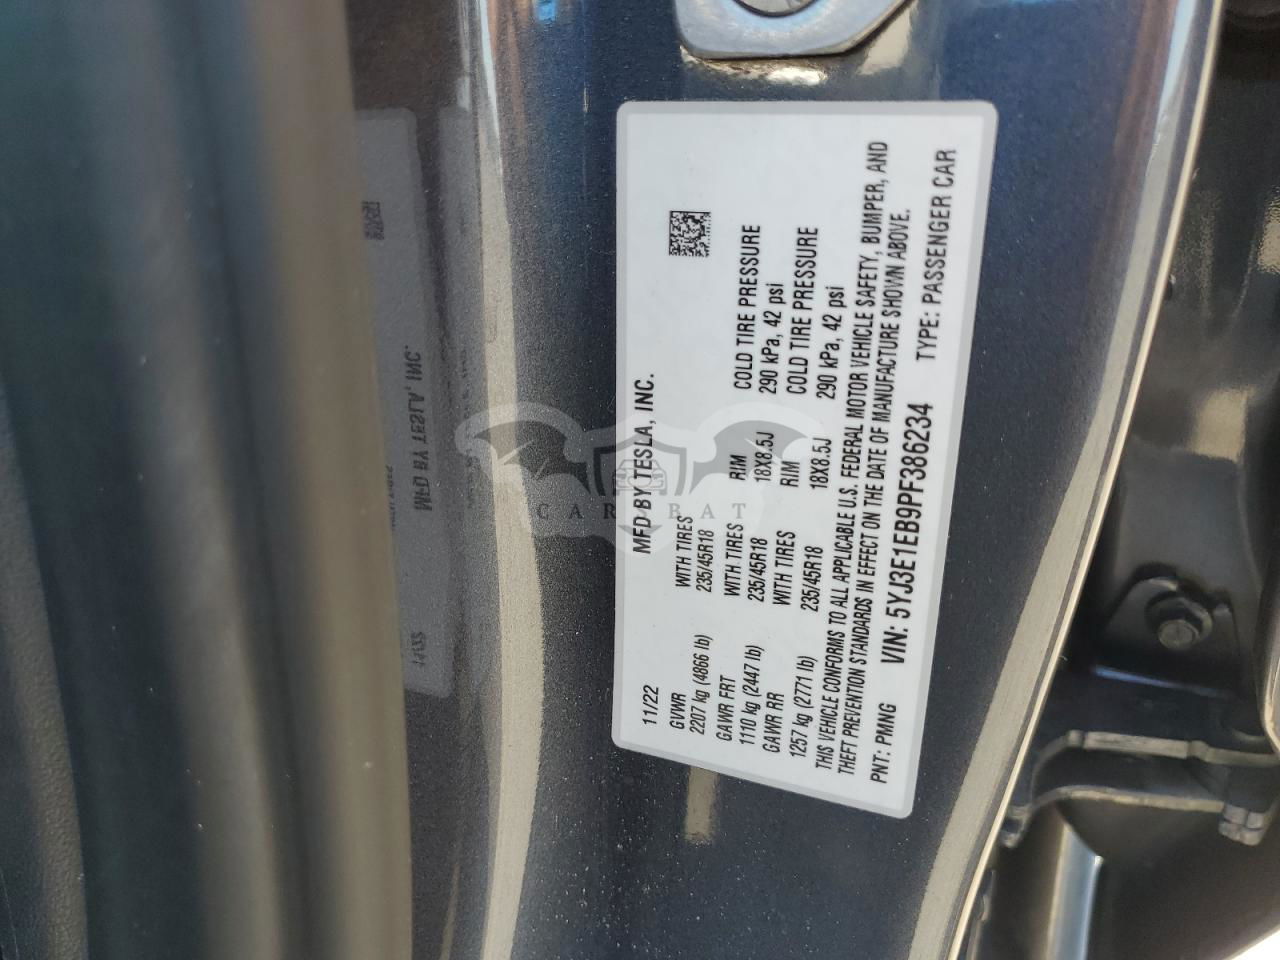 11/22 MFD BY TESLA, INC.
GVWR WITH TIRES
2207 kg (4866 lb) 235/45R18
GAWR FRT WITH TIRES RIM COLD TIRE PRESSURE
1110 kg (2447 lb) 235/45R18 18X8.5J 290 kPa, 42 psi
GAWR RR WITH TIRES RIM COLD TIRE PRESSURE
1257 kg (2771 lb) 235/45R18 18X8.5J 290 kPa, 42 psi
THIS VEHICLE CONFORMS TO ALL APPLICABLE U.S. FEDERAL MOTOR VEHICLE SAFETY, BUMPER, AND
THEFT PREVENTION STANDARDS IN EFFECT ON THE DATE OF MANUFACTURE SHOWN ABOVE.
PNT: PMNG VIN: 5YJ3E1EB9PF386234 TYPE: PASSENGER CAR
CARSBAT